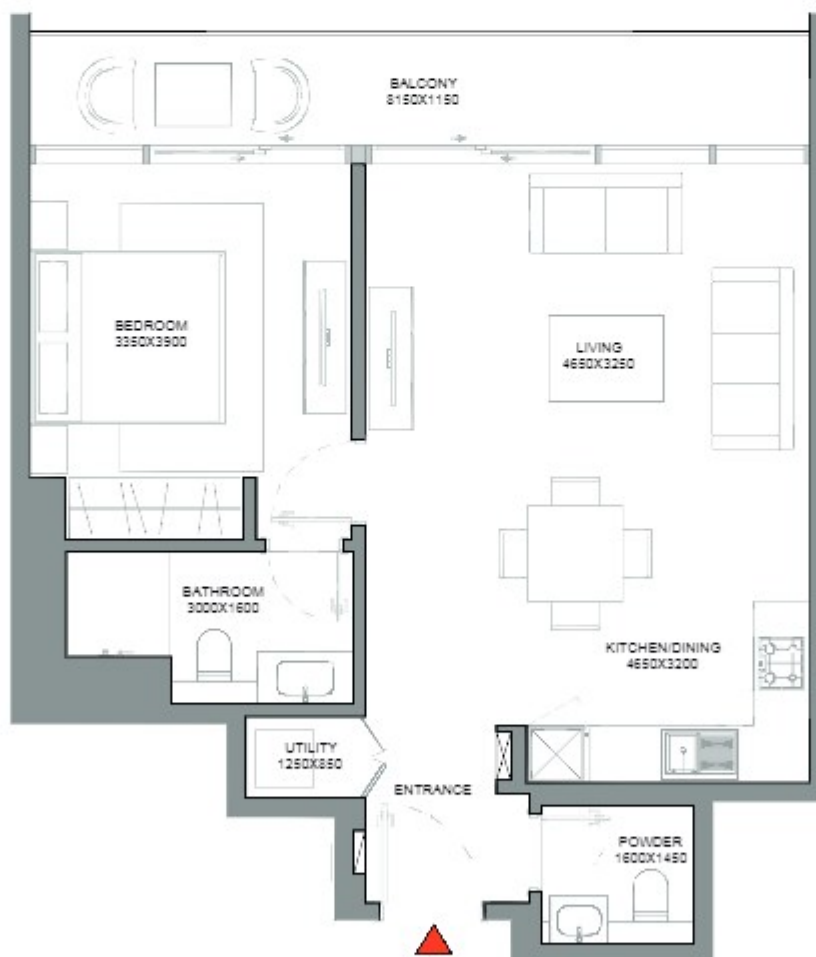 BALCONY
8150X1150
BEDROOM
3350X3900
LIVING
4650X3250
BATHROOM
3000X1600
KITCHEN/DINING
4650X3200
UTILITY
1250X850
ENTRANCE
POWDER
1600X1450